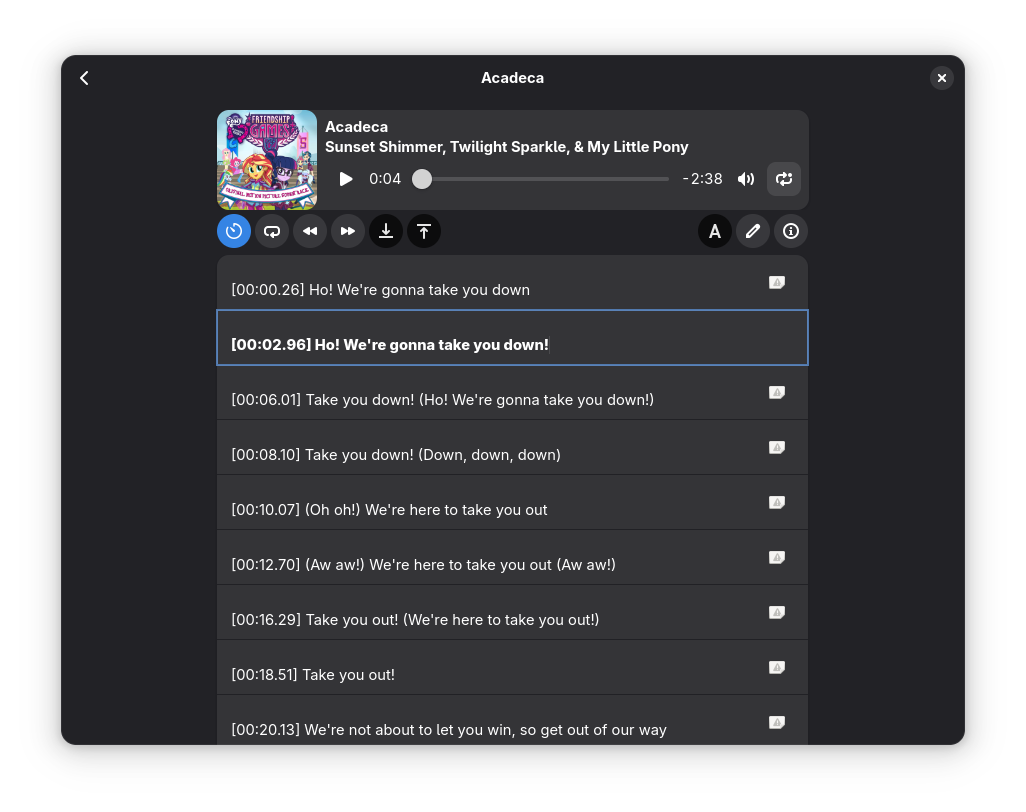 Acadeca
FRIENDSHIP
GAMES
Acadeca
Sunset Shimmer, Twilight Sparkle, & My Little Pony
0:04
-2:38
A
[00:00.26] Ho! We're gonna take you down
[00:02.96] Ho! We're gonna take you down!
[00:06.01] Take you down! (Ho! We're gonna take you down!)
[00:08.10] Take you down! (Down, down, down)
[00:10.07] (Oh oh!) We're here to take you out
[00:12.70] (Aw aw!) We're here to take you out (Aw aw!)
[00:16.29] Take you out! (We're here to take you out!)
[00:18.51] Take you out!
[00:20.13] We're not about to let you win, so get out of our way